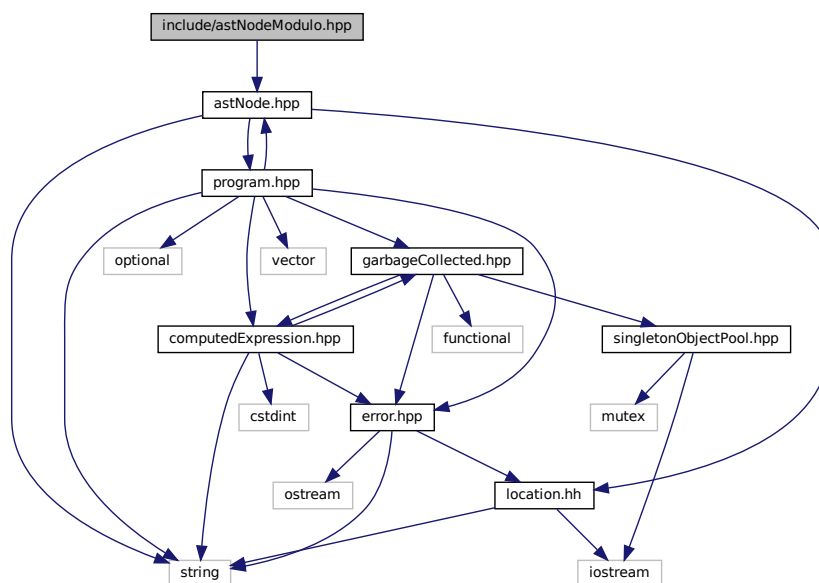 include/astNodeModulo.hpp
astNode.hpp
program.hpp
optional
vector
garbageCollected.hpp
computedExpression.hpp
functional
singletonObjectPool.hpp
cstdint
error.hpp
mutex
ostream
location.hh
string
iostream